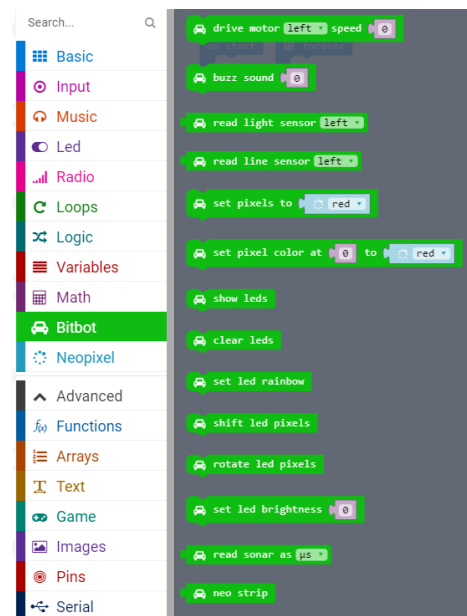 Search...
Basic
Input
Music
Led
Radio
Loops
Logic
Variables
Math
Bitbot
Neopixel
Advanced
f(x) Functions
Arrays
Text
Game
Images
Pins
Serial
drive motor left speed 0
on start forever
buzz sound 0
read light sensor left
read line sensor left
set pixels to red
set pixel color at 0 to red
show leds
clear leds
set led rainbow
shift led pixels
rotate led pixels
set led brightness 0
read sonar as μs
neo strip